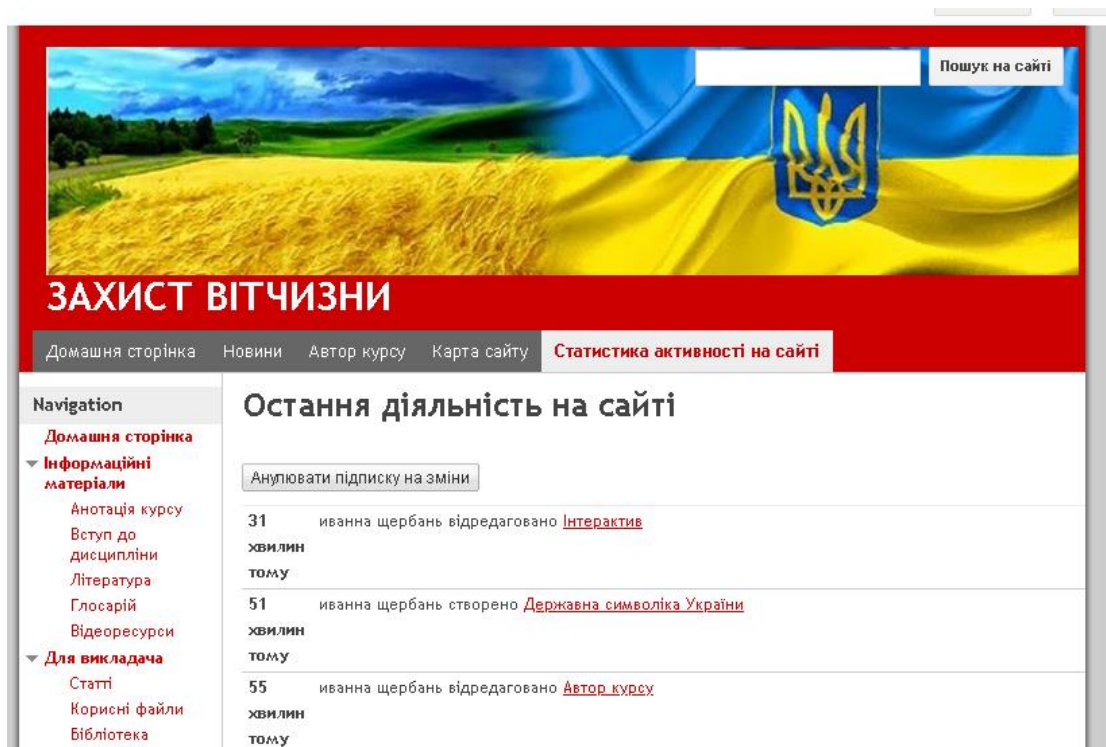 Пошук на сайті
ЗАХИСТ ВІТЧИЗНИ
Домашня сторінка Новини Автор курсу Карта сайту Статистика активності на сайті
Navigation
Домашня сторінка
Інформаційні
матеріали
Анотація курсу
Вступ до
дисципліни
Література
Глосарій
Відеоресурси
Для викладача
Статті
Корисні файли
Бібліотека
Остання діяльність на сайті
Анулювати підписку на зміни
31 иванна щербань відредаговано Інтерактив
хвилин
тому
51 иванна щербань створено Державна символіка України
хвилин
тому
55 иванна щербань відредаговано Автор курсу
хвилин
тому